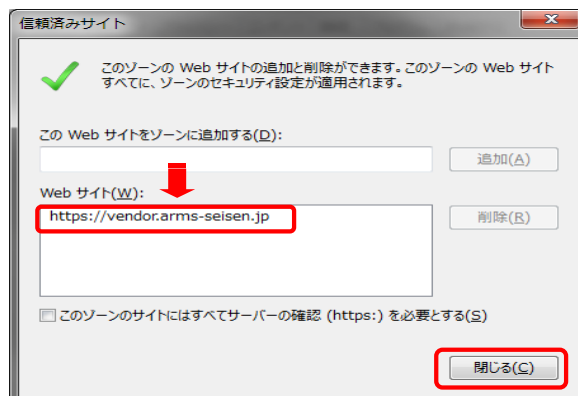 信頼済みサイト
このゾーンの Web サイトの追加と削除ができます。このゾーンの Web サイト
すべてに、ゾーンのセキュリティ設定が適用されます。
この Web サイトをゾーンに追加する(D):
追加(A)
Web サイト(W):
https://vendor.arms-seisen.jp
削除(R)
このゾーンのサイトにはすべてサーバーの確認 (https:) を必要とする(S)
閉じる(C)